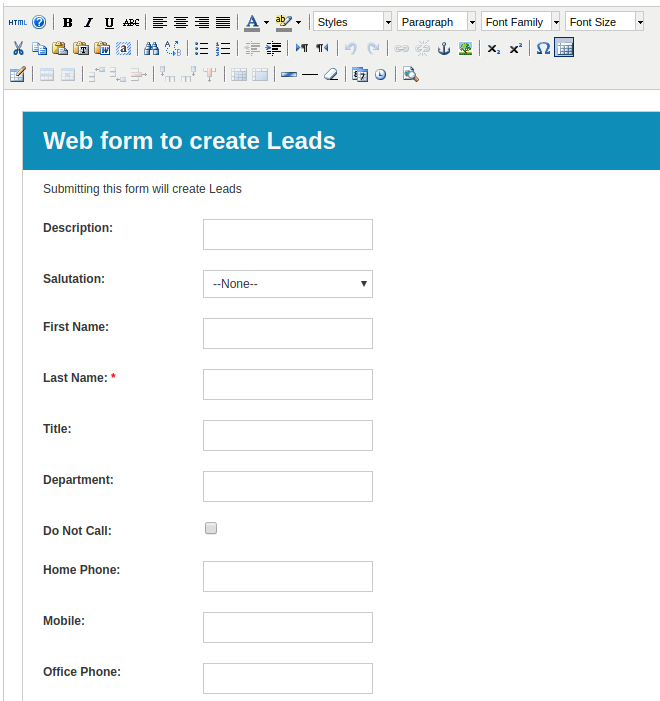 HTML B I U ABC A ab Styles Paragraph Font Family Font Size
Web form to create Leads
Submitting this form will create Leads
Description:
Salutation:
--None--
First Name:
Last Name: *
Title:
Department:
Do Not Call:
Home Phone:
Mobile:
Office Phone: